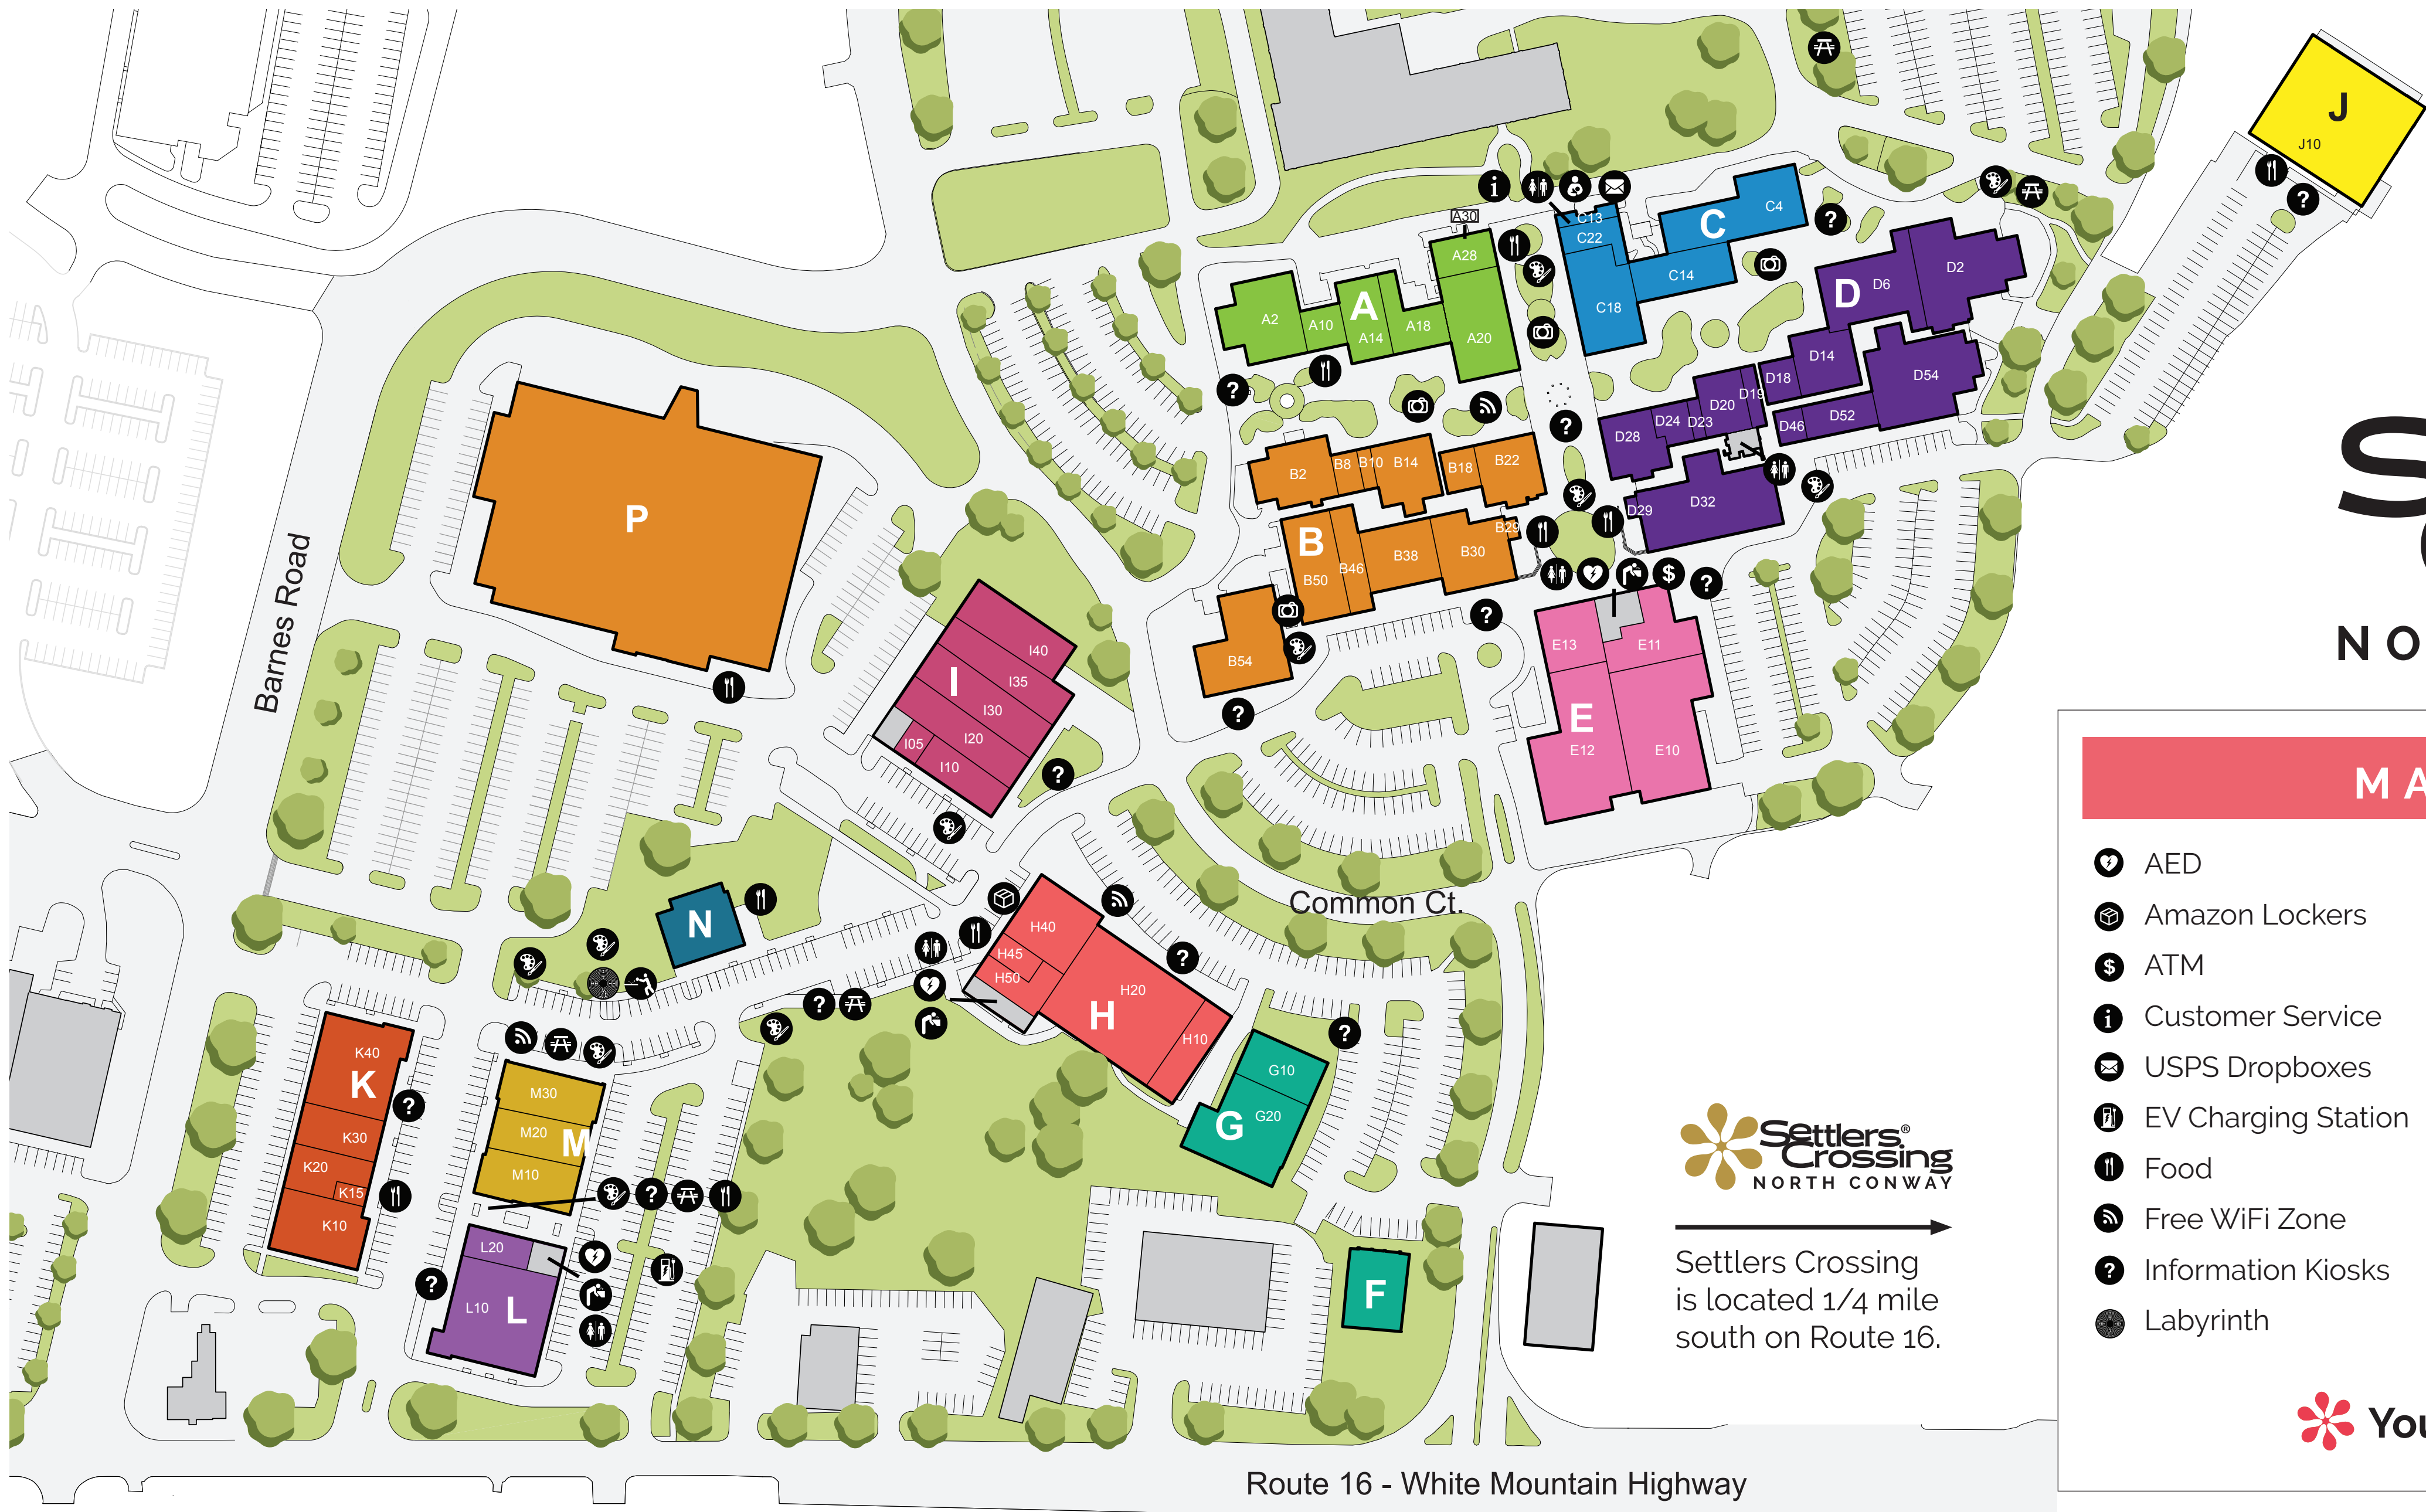 J
J10
A30
A28
C13
C22
C
C4
C14
C18
A2
A10
A
A14
A18
A20
D
D6
D2
D14
D18
D54
D19
D20
D24
D23
D28
D46
D52
D29
D32
P
B2
B8
B10
B14
B18
B22
B
B29
B38
B30
B46
B50
B54
Barnes Road
I40
I35
I
I30
I20
I05
I10
E13
E11
E
E12
E10
S
NO
MA
AED
Amazon Lockers
$ ATM
i Customer Service
USPS Dropboxes
EV Charging Station
Food
Free WiFi Zone
? Information Kiosks
Labyrinth
You
N
Common Ct.
H40
H45
H50
H20
H
H10
G10
G20
G
F
K40
K
K30
K20
K15
K10
M30
M20
M
M10
L20
L10
L
Settlers®
Crossing
NORTH CONWAY
Settlers Crossing
is located 1/4 mile
south on Route 16.
Route 16 - White Mountain Highway